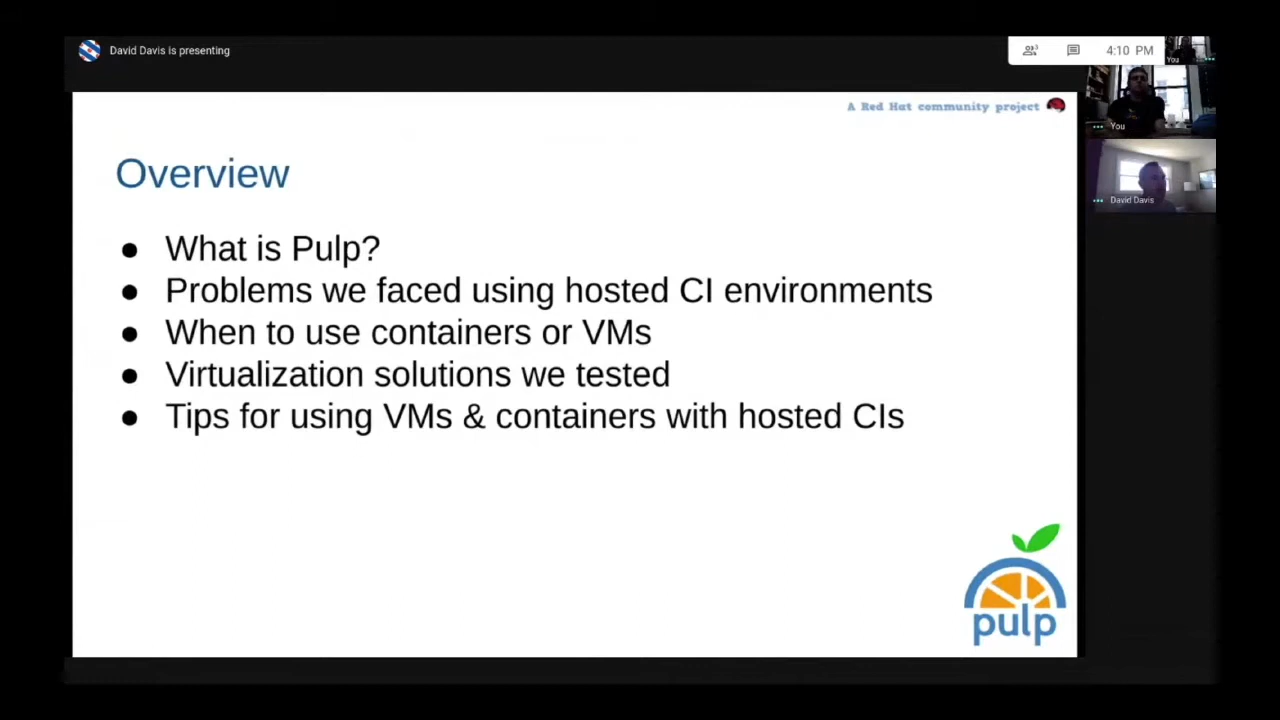 David Davis is presenting
3
4:10 PM
You
A Red Hat community project
You
David Davis
Overview
● What is Pulp?
● Problems we faced using hosted CI environments
● When to use containers or VMs
● Virtualization solutions we tested
● Tips for using VMs & containers with hosted CIs
pulp